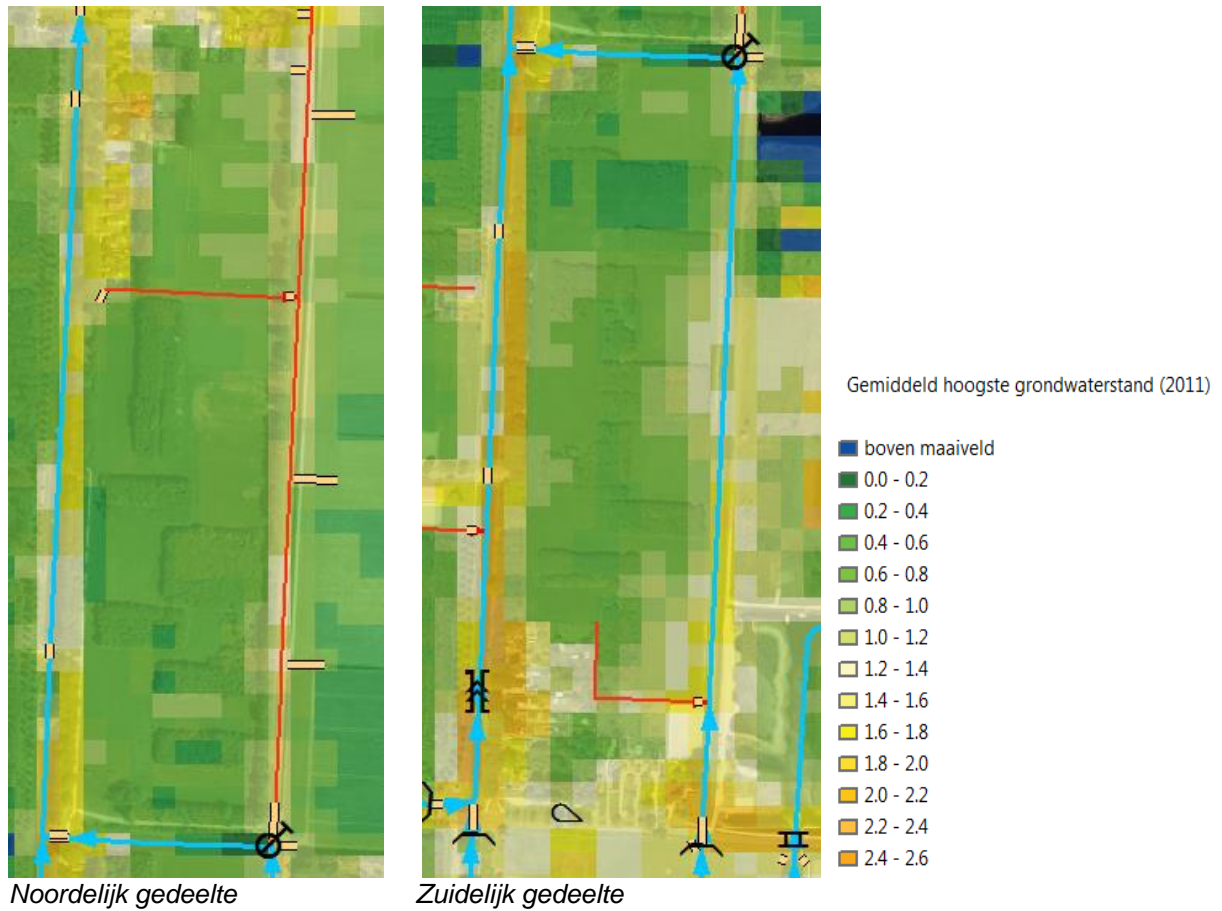 Gemiddeld hoogste grondwaterstand (2011)
boven maaiveld
0.0 - 0.2
0.2 - 0.4
0.4 - 0.6
0.6 - 0.8
0.8 - 1.0
1.0 - 1.2
1.2 - 1.4
1.4 - 1.6
1.6 - 1.8
1.8 - 2.0
2.0 - 2.2
2.2 - 2.4
2.4 - 2.6
Noordelijk gedeelte
Zuidelijk gedeelte